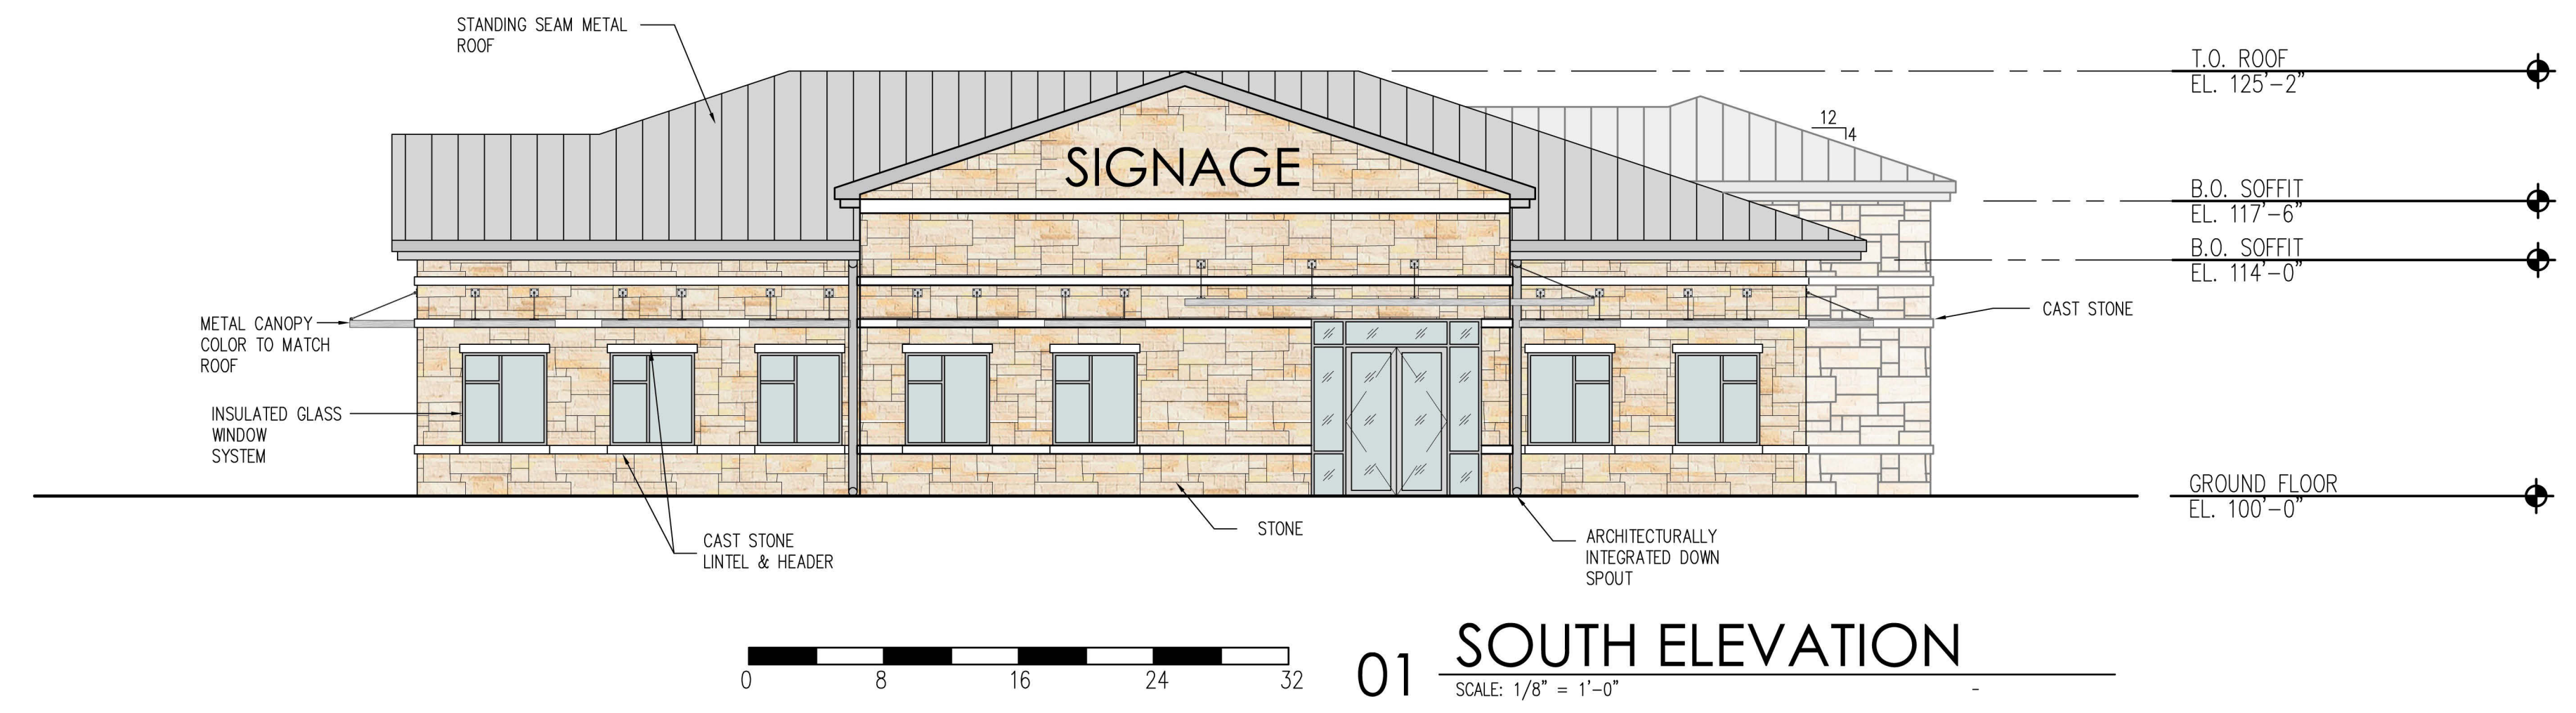 STANDING SEAM METAL
ROOF
T.O. ROOF
EL. 125'-2"
12
4
SIGNAGE
B.O. SOFFIT
EL. 117'-6"
B.O. SOFFIT
EL. 114'-0"
METAL CANOPY
COLOR TO MATCH
ROOF
CAST STONE
INSULATED GLASS
WINDOW
SYSTEM
GROUND FLOOR
EL. 100'-0"
CAST STONE
LINTEL & HEADER
STONE
ARCHITECTURALLY
INTEGRATED DOWN
SPOUT
0 8 16 24 32
01 SOUTH ELEVATION
SCALE: 1/8" = 1'-0" -